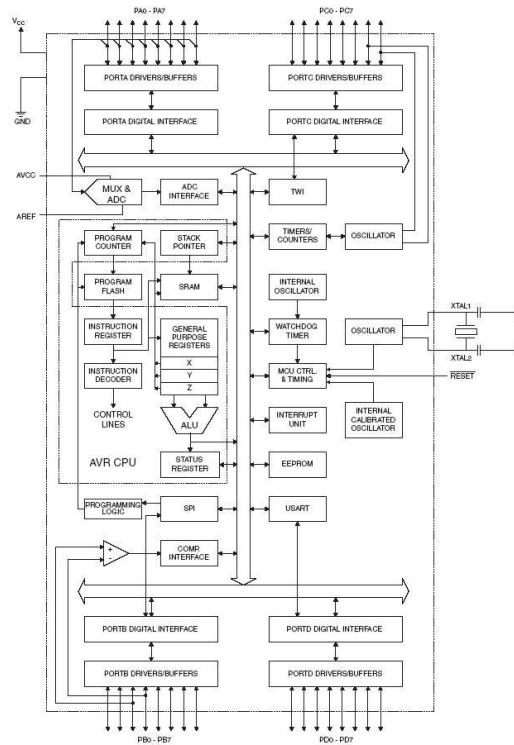 PA0 - PA7
PC0 - PC7
VCC
PORTA DRIVERS/BUFFERS
PORTC DRIVERS/BUFFERS
GND
PORTA DIGITAL INTERFACE
PORTC DIGITAL INTERFACE
AVCC
MUX &
ADC
ADC
INTERFACE
TWI
AREF
PROGRAM
COUNTER
STACK
POINTER
TIMERS/
COUNTERS
OSCILLATOR
PROGRAM
FLASH
SRAM
INTERNAL
OSCILLATOR
XTAL1
INSTRUCTION
REGISTER
GENERAL
PURPOSE
REGISTERS
WATCHDOG
TIMER
OSCILLATOR
XTAL2
X
Y
Z
INSTRUCTION
DECODER
MCU CTRL.
& TIMING
RESET
CONTROL
LINES
ALU
INTERRUPT
UNIT
INTERNAL
CALIBRATED
OSCILLATOR
AVR CPU
STATUS
REGISTER
EEPROM
PROGRAMMING
LOGIC
SPI
USART
+
-
COMP.
INTERFACE
PORTB DIGITAL INTERFACE
PORTD DIGITAL INTERFACE
PORTB DRIVERS/BUFFERS
PORTD DRIVERS/BUFFERS
PB0 - PB7
PD0 - PD7